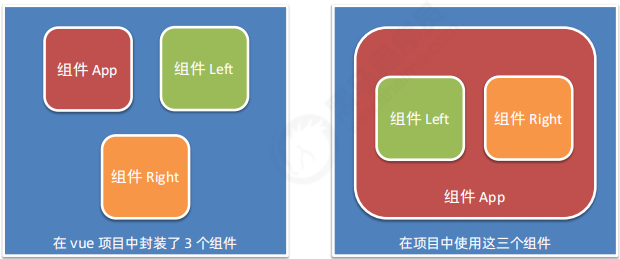 组件 App
组件 Left
组件 Right
在 vue 项目中封装了 3 个组件
组件 Left
组件 Right
组件 App
在项目中使用这三个组件